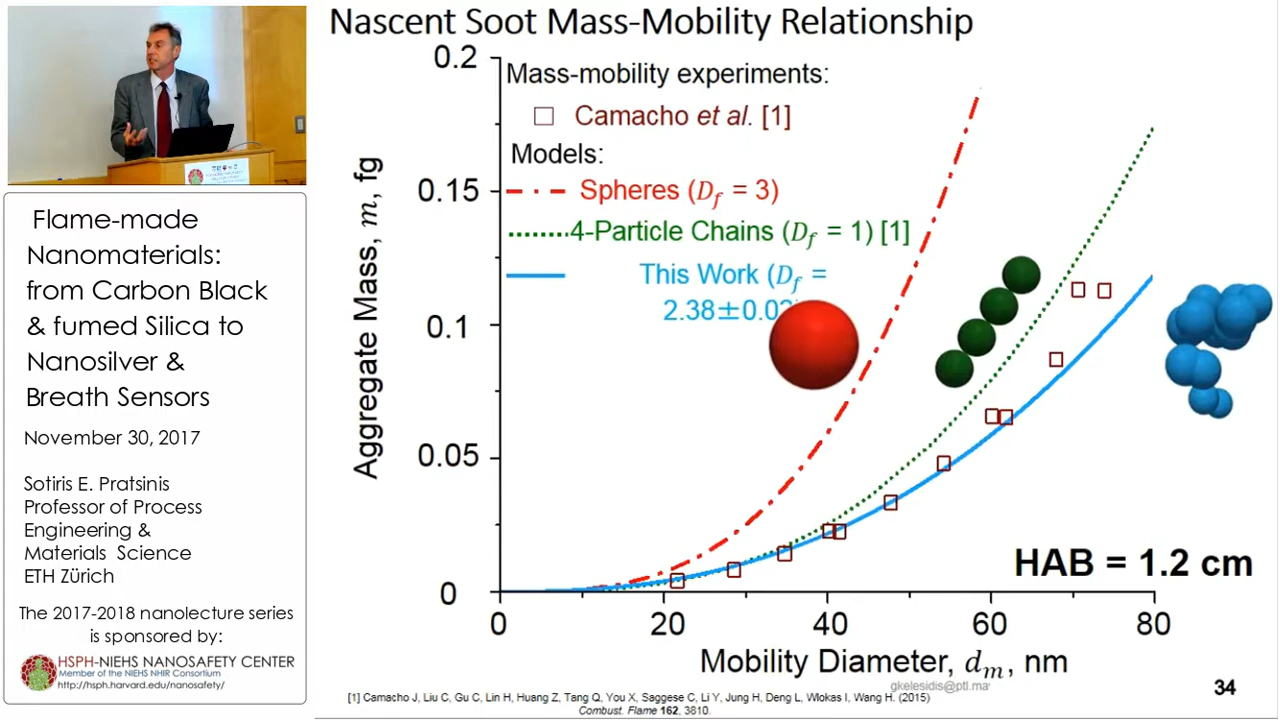 Nascent Soot Mass-Mobility Relationship
Flame-made
Nanomaterials:
from Carbon Black
& fumed Silica to
Nanosilver &
Breath Sensors
November 30, 2017
Sotiris E. Pratsinis
Professor of Process
Engineering &
Materials Science
ETH Zürich
The 2017-2018 nanolecture series
is sponsored by:
HSPH-NIEHS NANOSAFETY CENTER
Member of the NIEHS NHIR Consortium
http://hsph.harvard.edu/nanosafety/
Aggregate Mass, m, fg
0.2
0.15
0.1
0.05
0
Mass-mobility experiments:
Camacho et al. [1]
Models:
Spheres (D_f = 3)
4-Particle Chains (D_f = 1) [1]
This Work (D_f =
2.38±0.02
HAB = 1.2 cm
0 20 40 60 80
Mobility Diameter, d_m, nm
gkelesidis@ptl.ma
34
[1] Camacho J, Liu C, Gu C, Lin H, Huang Z, Tang Q, You X, Saggese C, Li Y, Jung H, Deng L, Wlokas I, Wang H. (2015)
Combust. Flame 162, 3810.